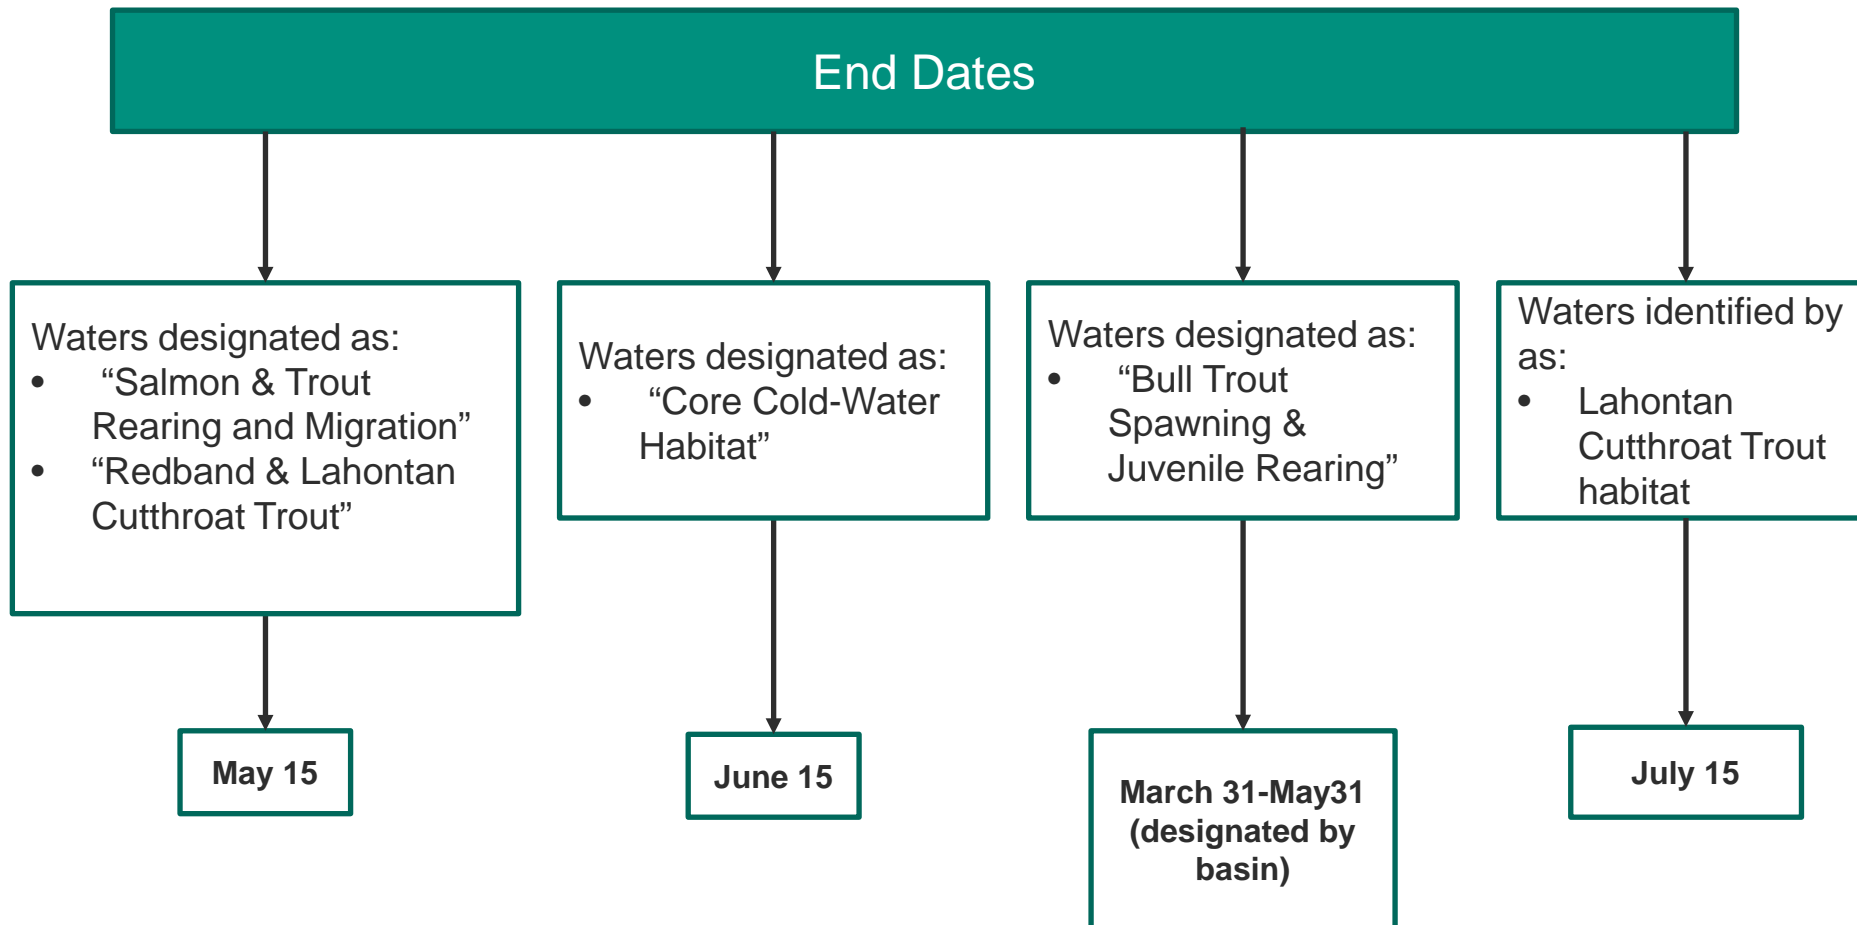 End Dates
Waters designated as:
• “Salmon & Trout
Rearing and Migration”
• “Redband & Lahontan
Cutthroat Trout”
Waters designated as:
• “Core Cold-Water
Habitat”
Waters designated as:
• “Bull Trout
Spawning &
Juvenile Rearing”
Waters identified by
as:
• Lahontan
Cutthroat Trout
habitat
May 15
June 15
March 31-May31
(designated by
basin)
July 15